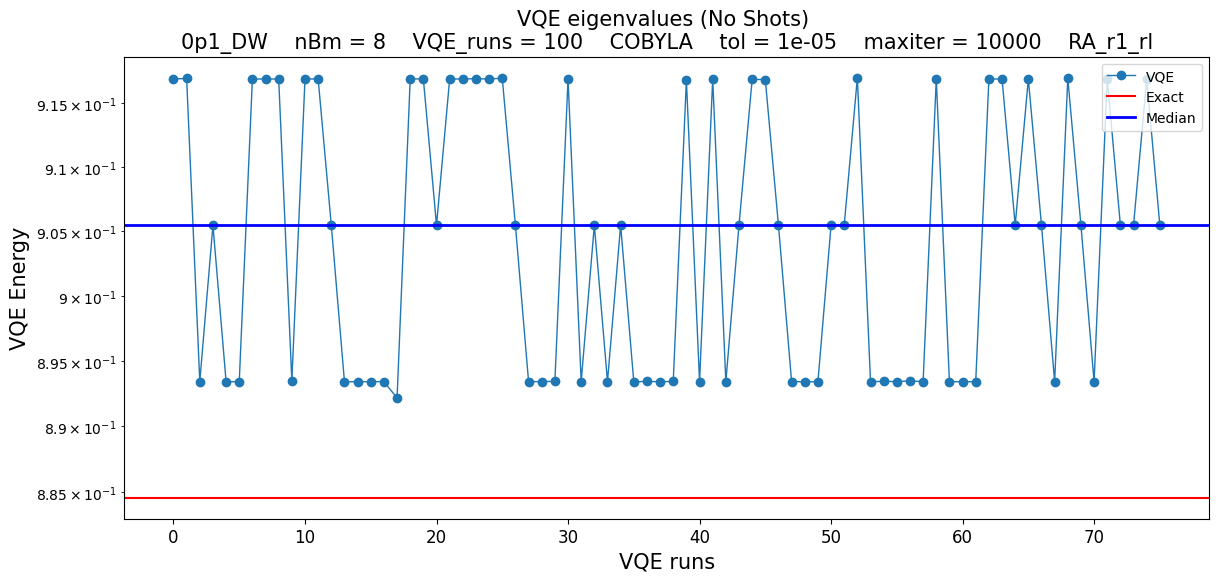 VQE eigenvalues (No Shots)
0p1_DW    nBm = 8    VQE_runs = 100    COBYLA    tol = 1e-05    maxiter = 10000    RA_r1_rl
VQE
Exact
Median
9.15 × 10⁻¹
9.1 × 10⁻¹
9.05 × 10⁻¹
9 × 10⁻¹
8.95 × 10⁻¹
8.9 × 10⁻¹
8.85 × 10⁻¹
VQE Energy
0 10 20 30 40 50 60 70
VQE runs